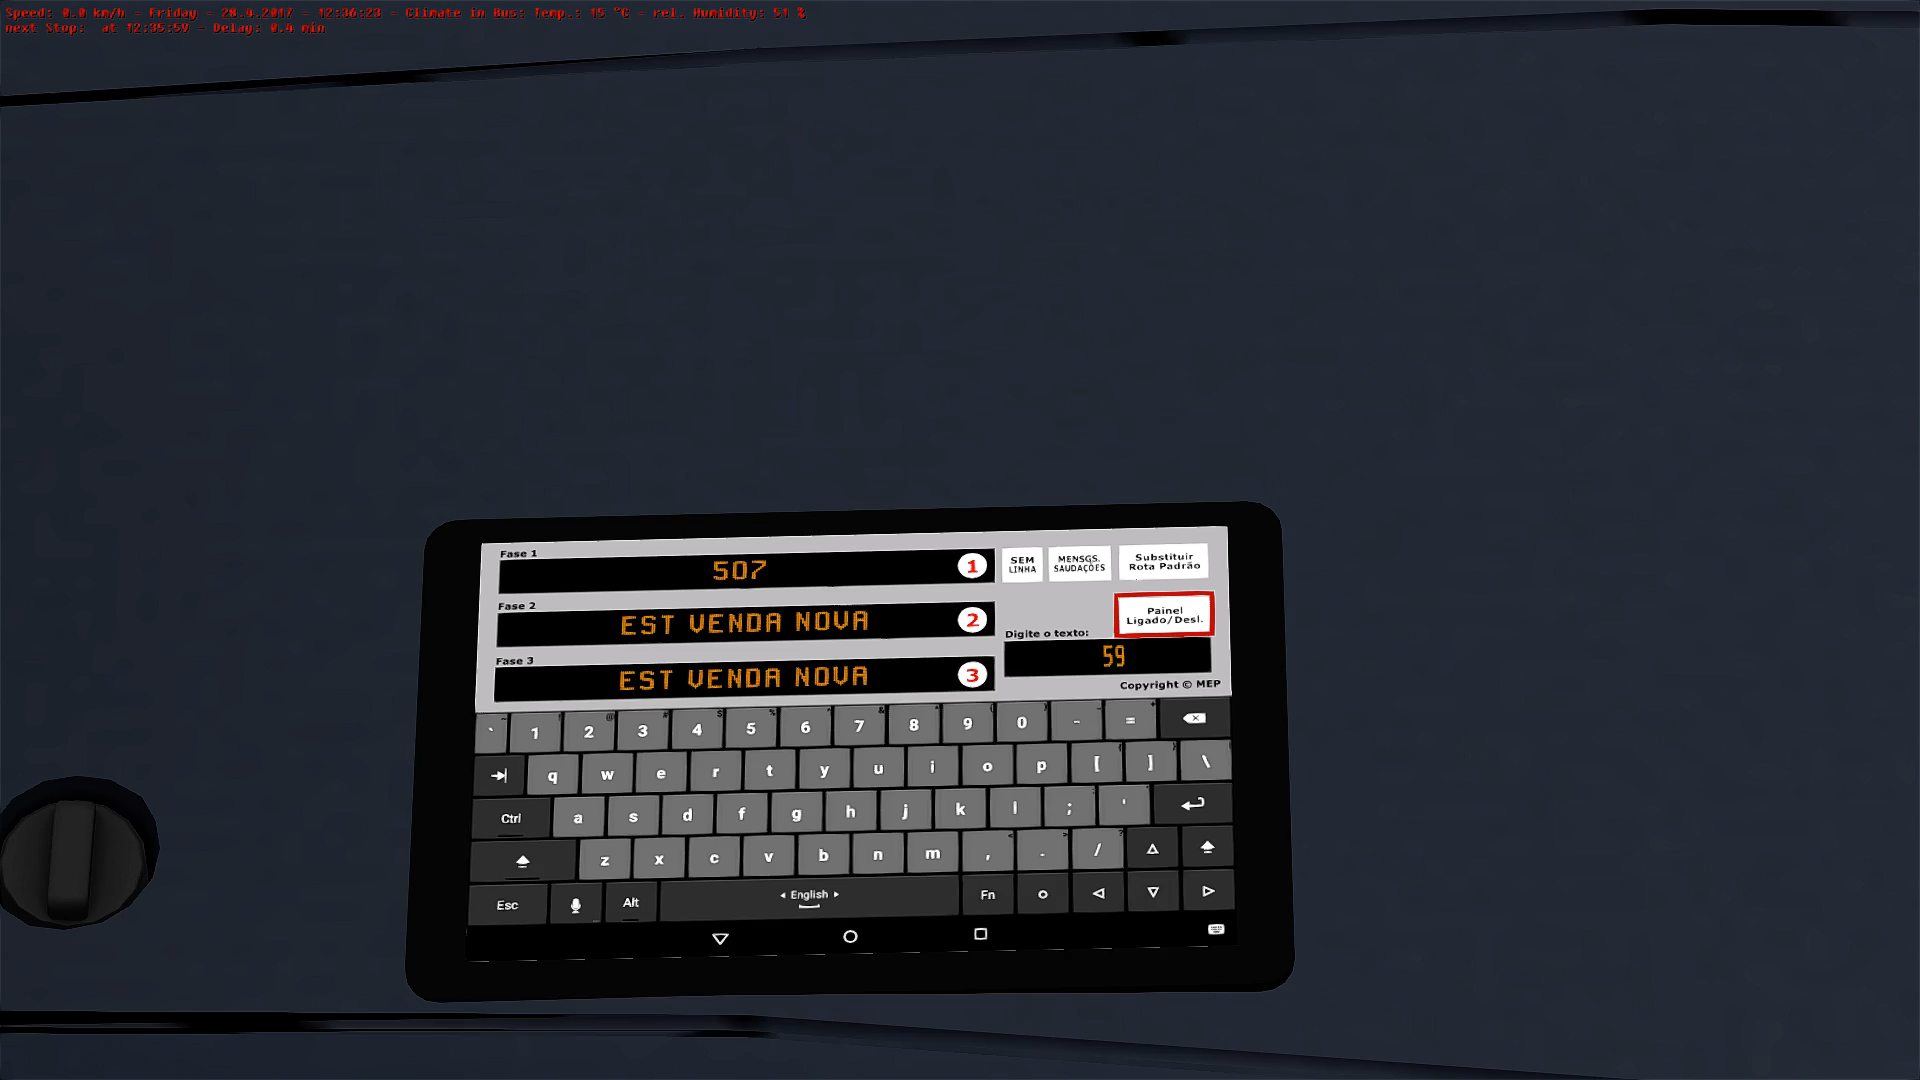 Speed: 0.0 km/h - Friday - 28.4.2017 - 12:36:23 - Climate in Bus: Temp.: 15 °C - rel. Humidity: 51 %
next Stop:  at 12:35:59 - Delay: 0.4 min
Fase 1
507
1
SEM LINHA
MENSGS. SAUDAÇÕES
Substituir Rota Padrão
Fase 2
EST VENDA NOVA
2
Painel Ligado/Desl.
Digite o texto:
59
Fase 3
EST VENDA NOVA
3
Copyright © MEP
` 1 2 3 4 5 6 7 8 9 0 - =
q w e r t y u i o p [ ] \
Ctrl a s d f g h j k l ; '
z x c v b n m , . /
Esc Alt English Fn